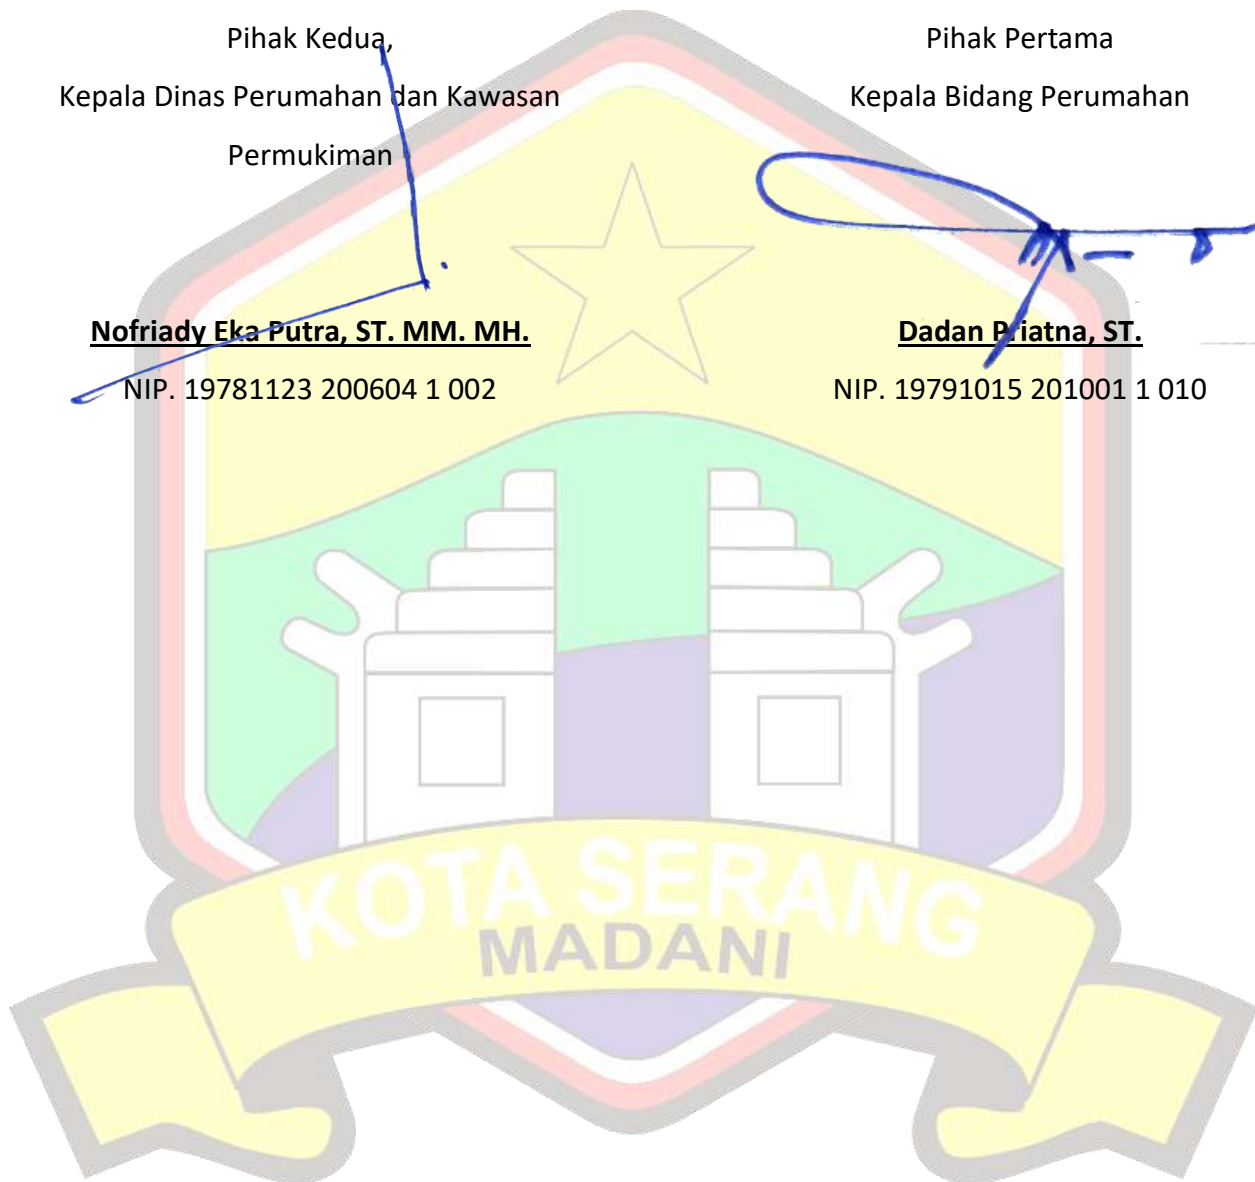 Pihak Kedua,
Kepala Dinas Perumahan dan Kawasan
Permukiman
Nofriady Eka Putra, ST. MM. MH.
NIP. 19781123 200604 1 002
Pihak Pertama
Kepala Bidang Perumahan
Dadan Priatna, ST.
NIP. 19791015 201001 1 010
KOTA SERANG
MADANI